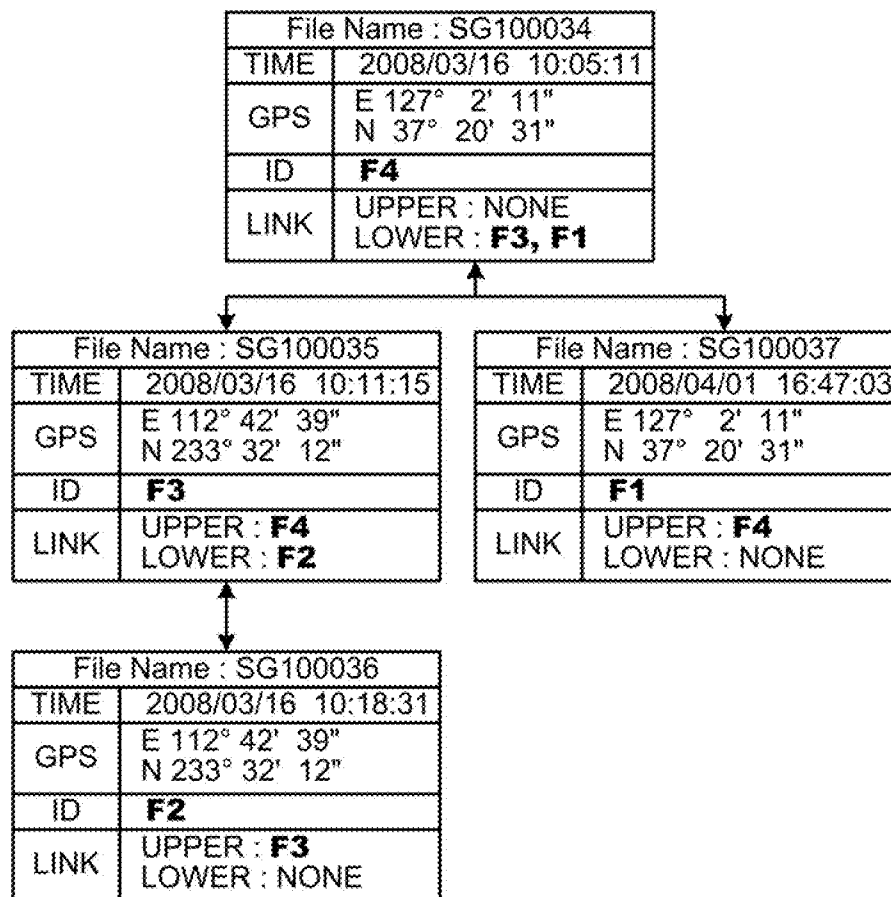 File Name : SG100034
TIME 2008/03/16 10:05:11
GPS E 127° 2' 11"
N 37° 20' 31"
ID F4
LINK UPPER : NONE
LOWER : F3, F1
File Name : SG100035
TIME 2008/03/16 10:11:15
GPS E 112° 42' 39"
N 233° 32' 12"
ID F3
LINK UPPER : F4
LOWER : F2
File Name : SG100037
TIME 2008/04/01 16:47:03
GPS E 127° 2' 11"
N 37° 20' 31"
ID F1
LINK UPPER : F4
LOWER : NONE
File Name : SG100036
TIME 2008/03/16 10:18:31
GPS E 112° 42' 39"
N 233° 32' 12"
ID F2
LINK UPPER : F3
LOWER : NONE